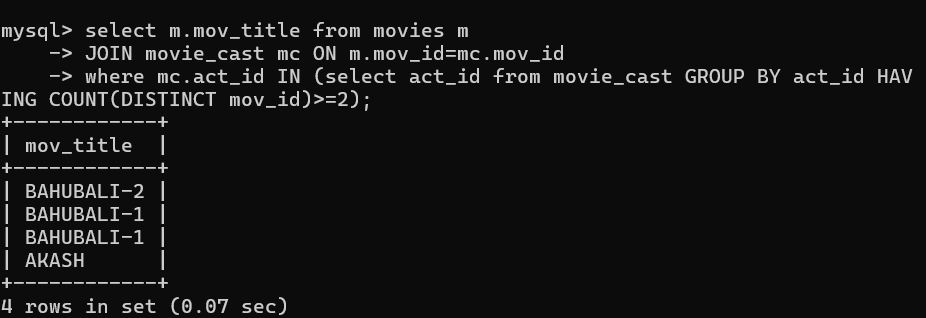 mysql> select m.mov_title from movies m
    -> JOIN movie_cast mc ON m.mov_id=mc.mov_id
    -> where mc.act_id IN (select act_id from movie_cast GROUP BY act_id HAV
ING COUNT(DISTINCT mov_id)>=2);
+------------+
| mov_title  |
+------------+
| BAHUBALI-2 |
| BAHUBALI-1 |
| BAHUBALI-1 |
| AKASH      |
+------------+
4 rows in set (0.07 sec)